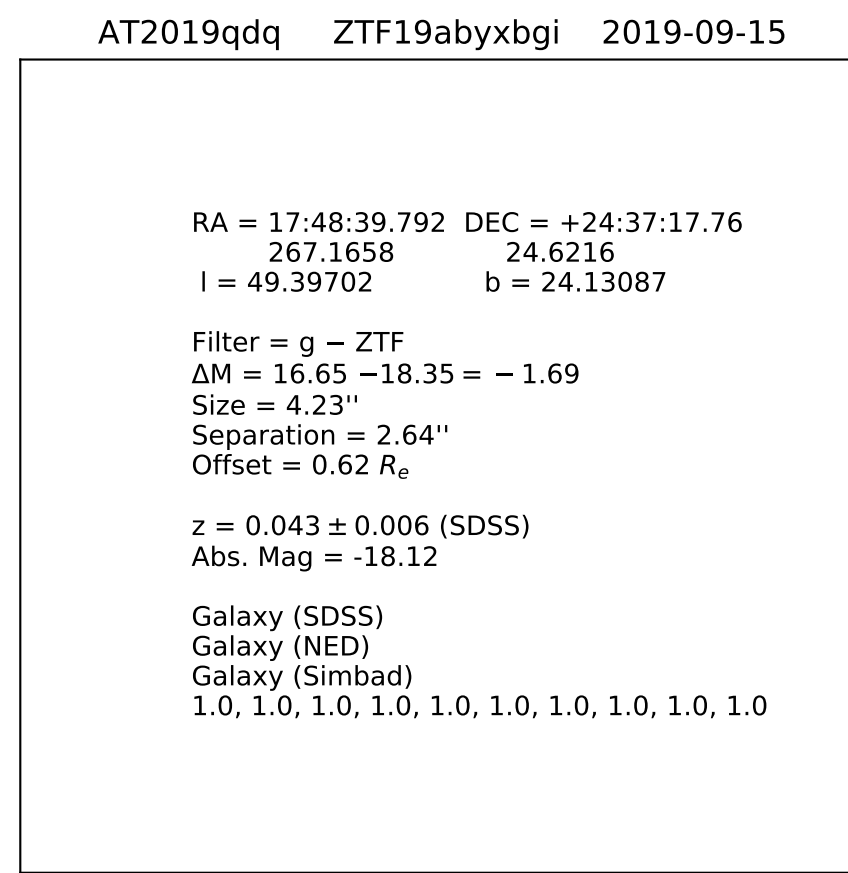 AT2019qdq ZTF19abyxbgi 2019-09-15
RA = 17:48:39.792 DEC = +24:37:17.76
267.1658 24.6216
l = 49.39702 b = 24.13087
Filter = g − ZTF
ΔM = 16.65 −18.35 = − 1.69
Size = 4.23''
Separation = 2.64''
Offset = 0.62 Rₑ
z = 0.043 ± 0.006 (SDSS)
Abs. Mag = -18.12
Galaxy (SDSS)
Galaxy (NED)
Galaxy (Simbad)
1.0, 1.0, 1.0, 1.0, 1.0, 1.0, 1.0, 1.0, 1.0, 1.0